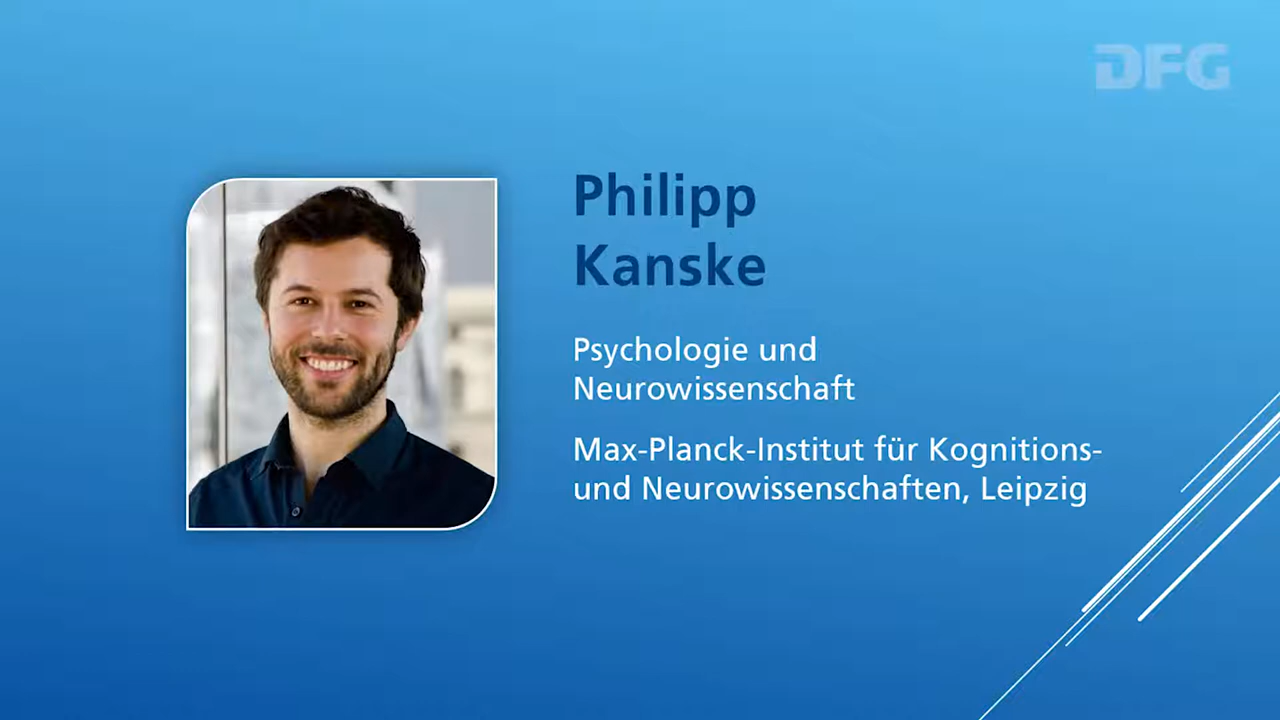 DFG
Philipp
Kanske
Psychologie und
Neurowissenschaft
Max-Planck-Institut für Kognitions-
und Neurowissenschaften, Leipzig